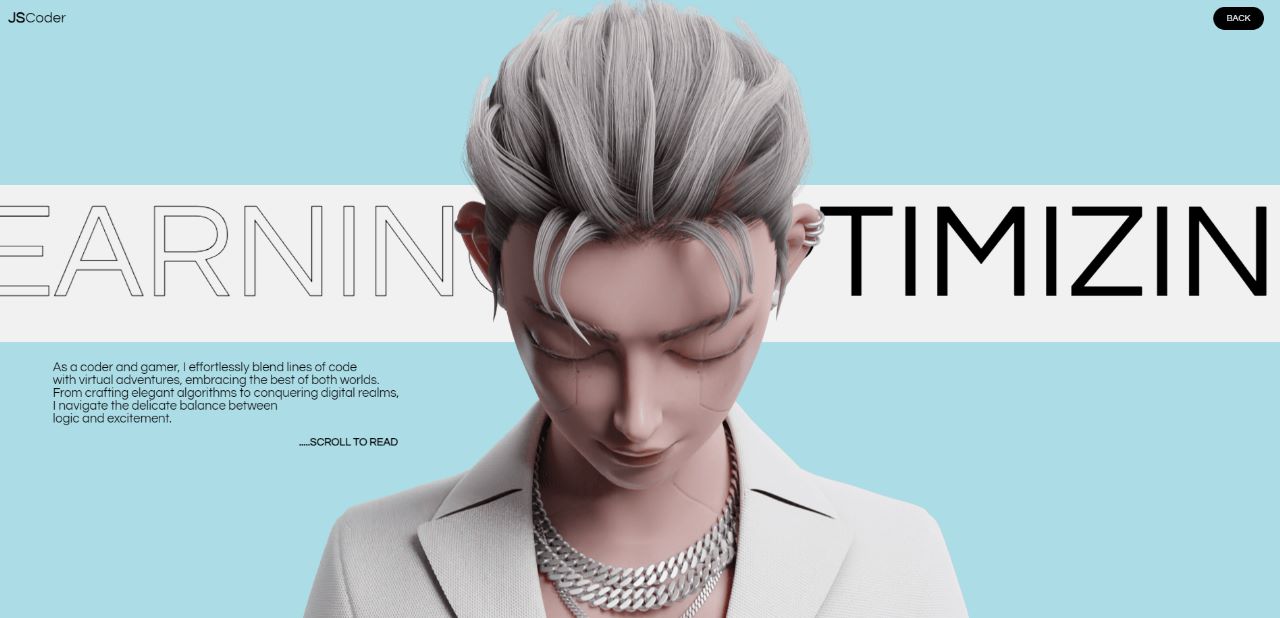 JSCoder
BACK
EARNING
TIMIZIN
As a coder and gamer, I effortlessly blend lines of code
with virtual adventures, embracing the best of both worlds.
From crafting elegant algorithms to conquering digital realms,
I navigate the delicate balance between
logic and excitement.
.....SCROLL TO READ